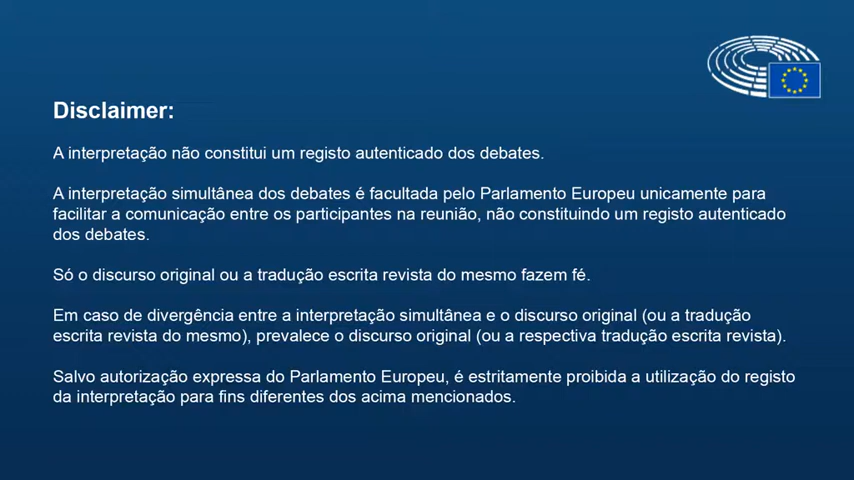 Disclaimer:
A interpretação não constitui um registo autenticado dos debates.
A interpretação simultânea dos debates é facultada pelo Parlamento Europeu unicamente para
facilitar a comunicação entre os participantes na reunião, não constituindo um registo autenticado
dos debates.
Só o discurso original ou a tradução escrita revista do mesmo fazem fé.
Em caso de divergência entre a interpretação simultânea e o discurso original (ou a tradução
escrita revista do mesmo), prevalece o discurso original (ou a respectiva tradução escrita revista).
Salvo autorização expressa do Parlamento Europeu, é estritamente proibida a utilização do registo
da interpretação para fins diferentes dos acima mencionados.